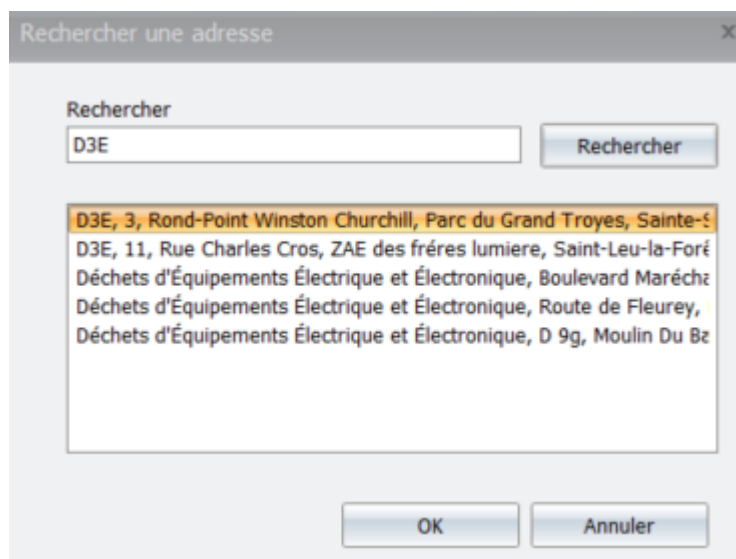 Rechercher une adresse x
Rechercher
D3E Rechercher
D3E, 3, Rond-Point Winston Churchill, Parc du Grand Troyes, Sainte-S
D3E, 11, Rue Charles Cros, ZAE des fréres lumiere, Saint-Leu-la-Foré
Déchets d'Équipements Électrique et Électronique, Boulevard Marécha
Déchets d'Équipements Électrique et Électronique, Route de Fleurey,
Déchets d'Équipements Électrique et Électronique, D 9g, Moulin Du Ba
OK Annuler